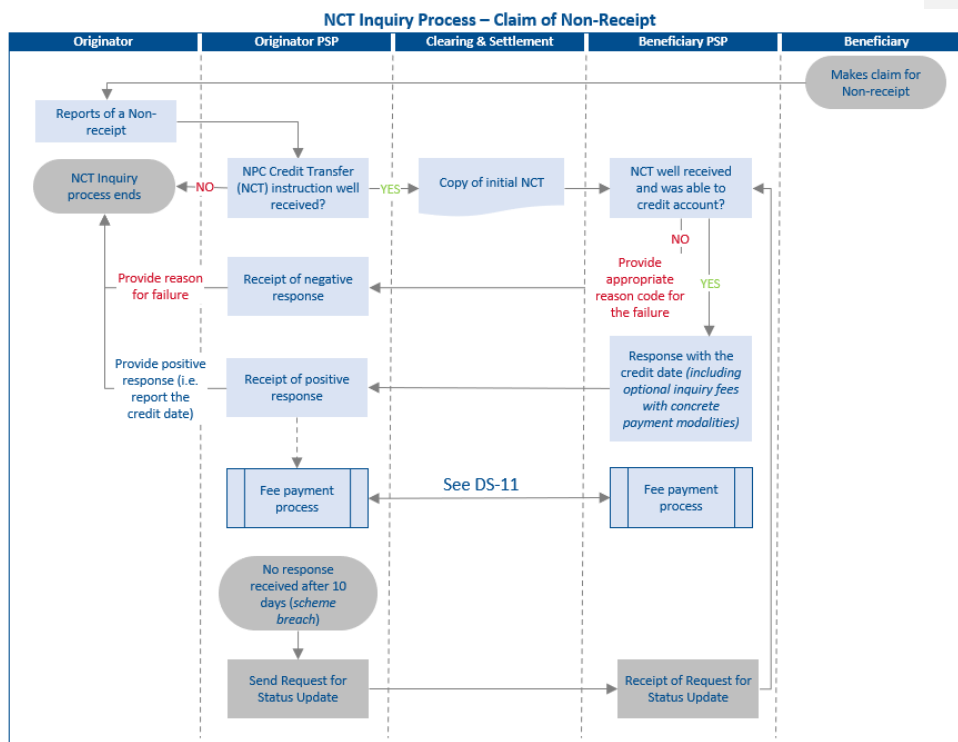 NCT Inquiry Process – Claim of Non-Receipt
Originator
Originator PSP
Clearing & Settlement
Beneficiary PSP
Beneficiary
Makes claim for
Non-receipt
Reports of a Non-
receipt
NCT Inquiry
process ends
NO
NPC Credit Transfer
(NCT) instruction well
received?
YES
Copy of initial NCT
NCT well received
and was able to
credit account?
NO
YES
Provide
appropriate
reason code for
the failure
Receipt of negative
response
Provide reason
for failure
Response with the
credit date (including
optional inquiry fees
with concrete
payment modalities)
Receipt of positive
response
Provide positive
response (i.e.
report the
credit date)
Fee payment
process
See DS-11
Fee payment
process
No response
received after 10
days (scheme
breach)
Send Request for
Status Update
Receipt of Request for
Status Update